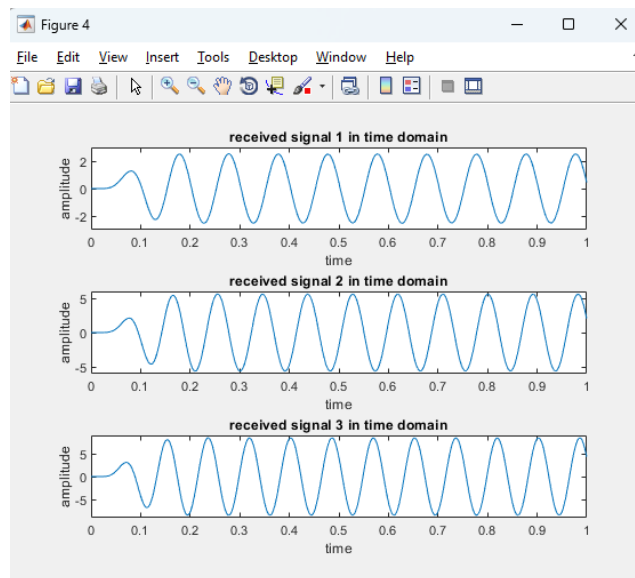 Figure 4
File Edit View Insert Tools Desktop Window Help
received signal 1 in time domain
2
0
-2
amplitude
0 0.1 0.2 0.3 0.4 0.5 0.6 0.7 0.8 0.9 1
time
received signal 2 in time domain
5
0
-5
amplitude
0 0.1 0.2 0.3 0.4 0.5 0.6 0.7 0.8 0.9 1
time
received signal 3 in time domain
5
0
-5
amplitude
0 0.1 0.2 0.3 0.4 0.5 0.6 0.7 0.8 0.9 1
time